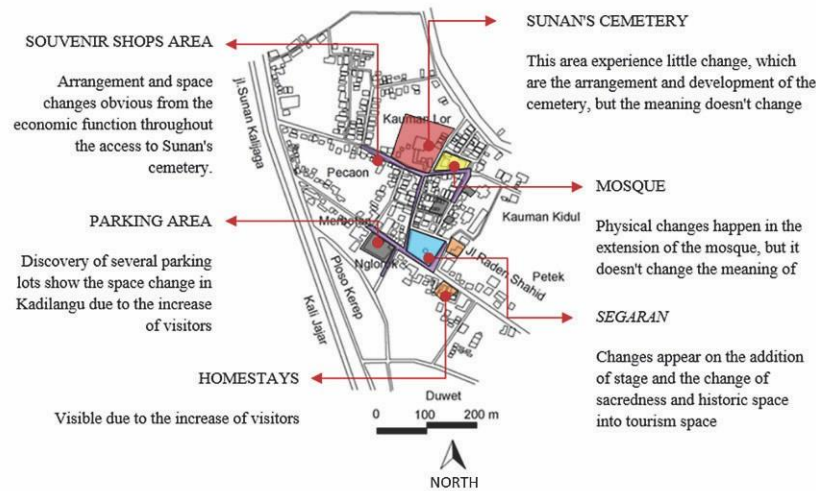 SOUVENIR SHOPS AREA
Arrangement and space
changes obvious from the
economic function throughout
the access to Sunan's
cemetery.
PARKING AREA
Discovery of several parking
lots show the space change in
Kadilangu due to the increase
of visitors
HOMESTAYS
Visible due to the increase of visitors
jl.Sunan Kalijaga
Kauman Lor
Pecaon
Kauman Kidul
Jl Raden Shahid
Petek
Ploso Kerep
Kali Jajar
Duwet
0 100 200 m
NORTH
SUNAN'S CEMETERY
This area experience little change, which
are the arrangement and development of the
cemetery, but the meaning doesn't change
MOSQUE
Physical changes happen in the
extension of the mosque, but it
doesn't change the meaning of
SEGARAN
Changes appear on the addition
of stage and the change of
sacredness and historic space
into tourism space